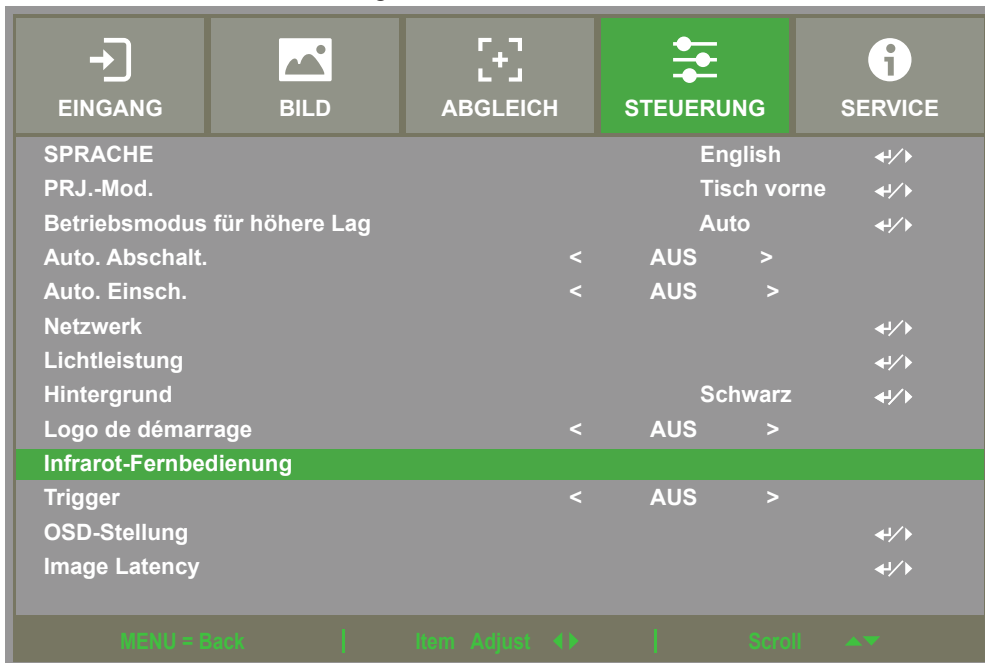 EINGANG BILD ABGLEICH STEUERUNG SERVICE
SPRACHE English
PRJ.-Mod. Tisch vorne
Betriebsmodus für höhere Lag Auto
Auto. Abschalt. < AUS >
Auto. Einsch. < AUS >
Netzwerk
Lichtleistung
Hintergrund Schwarz
Logo de démarrage < AUS >
Infrarot-Fernbedienung
Trigger < AUS >
OSD-Stellung
Image Latency
MENU = Back Item Adjust Scroll